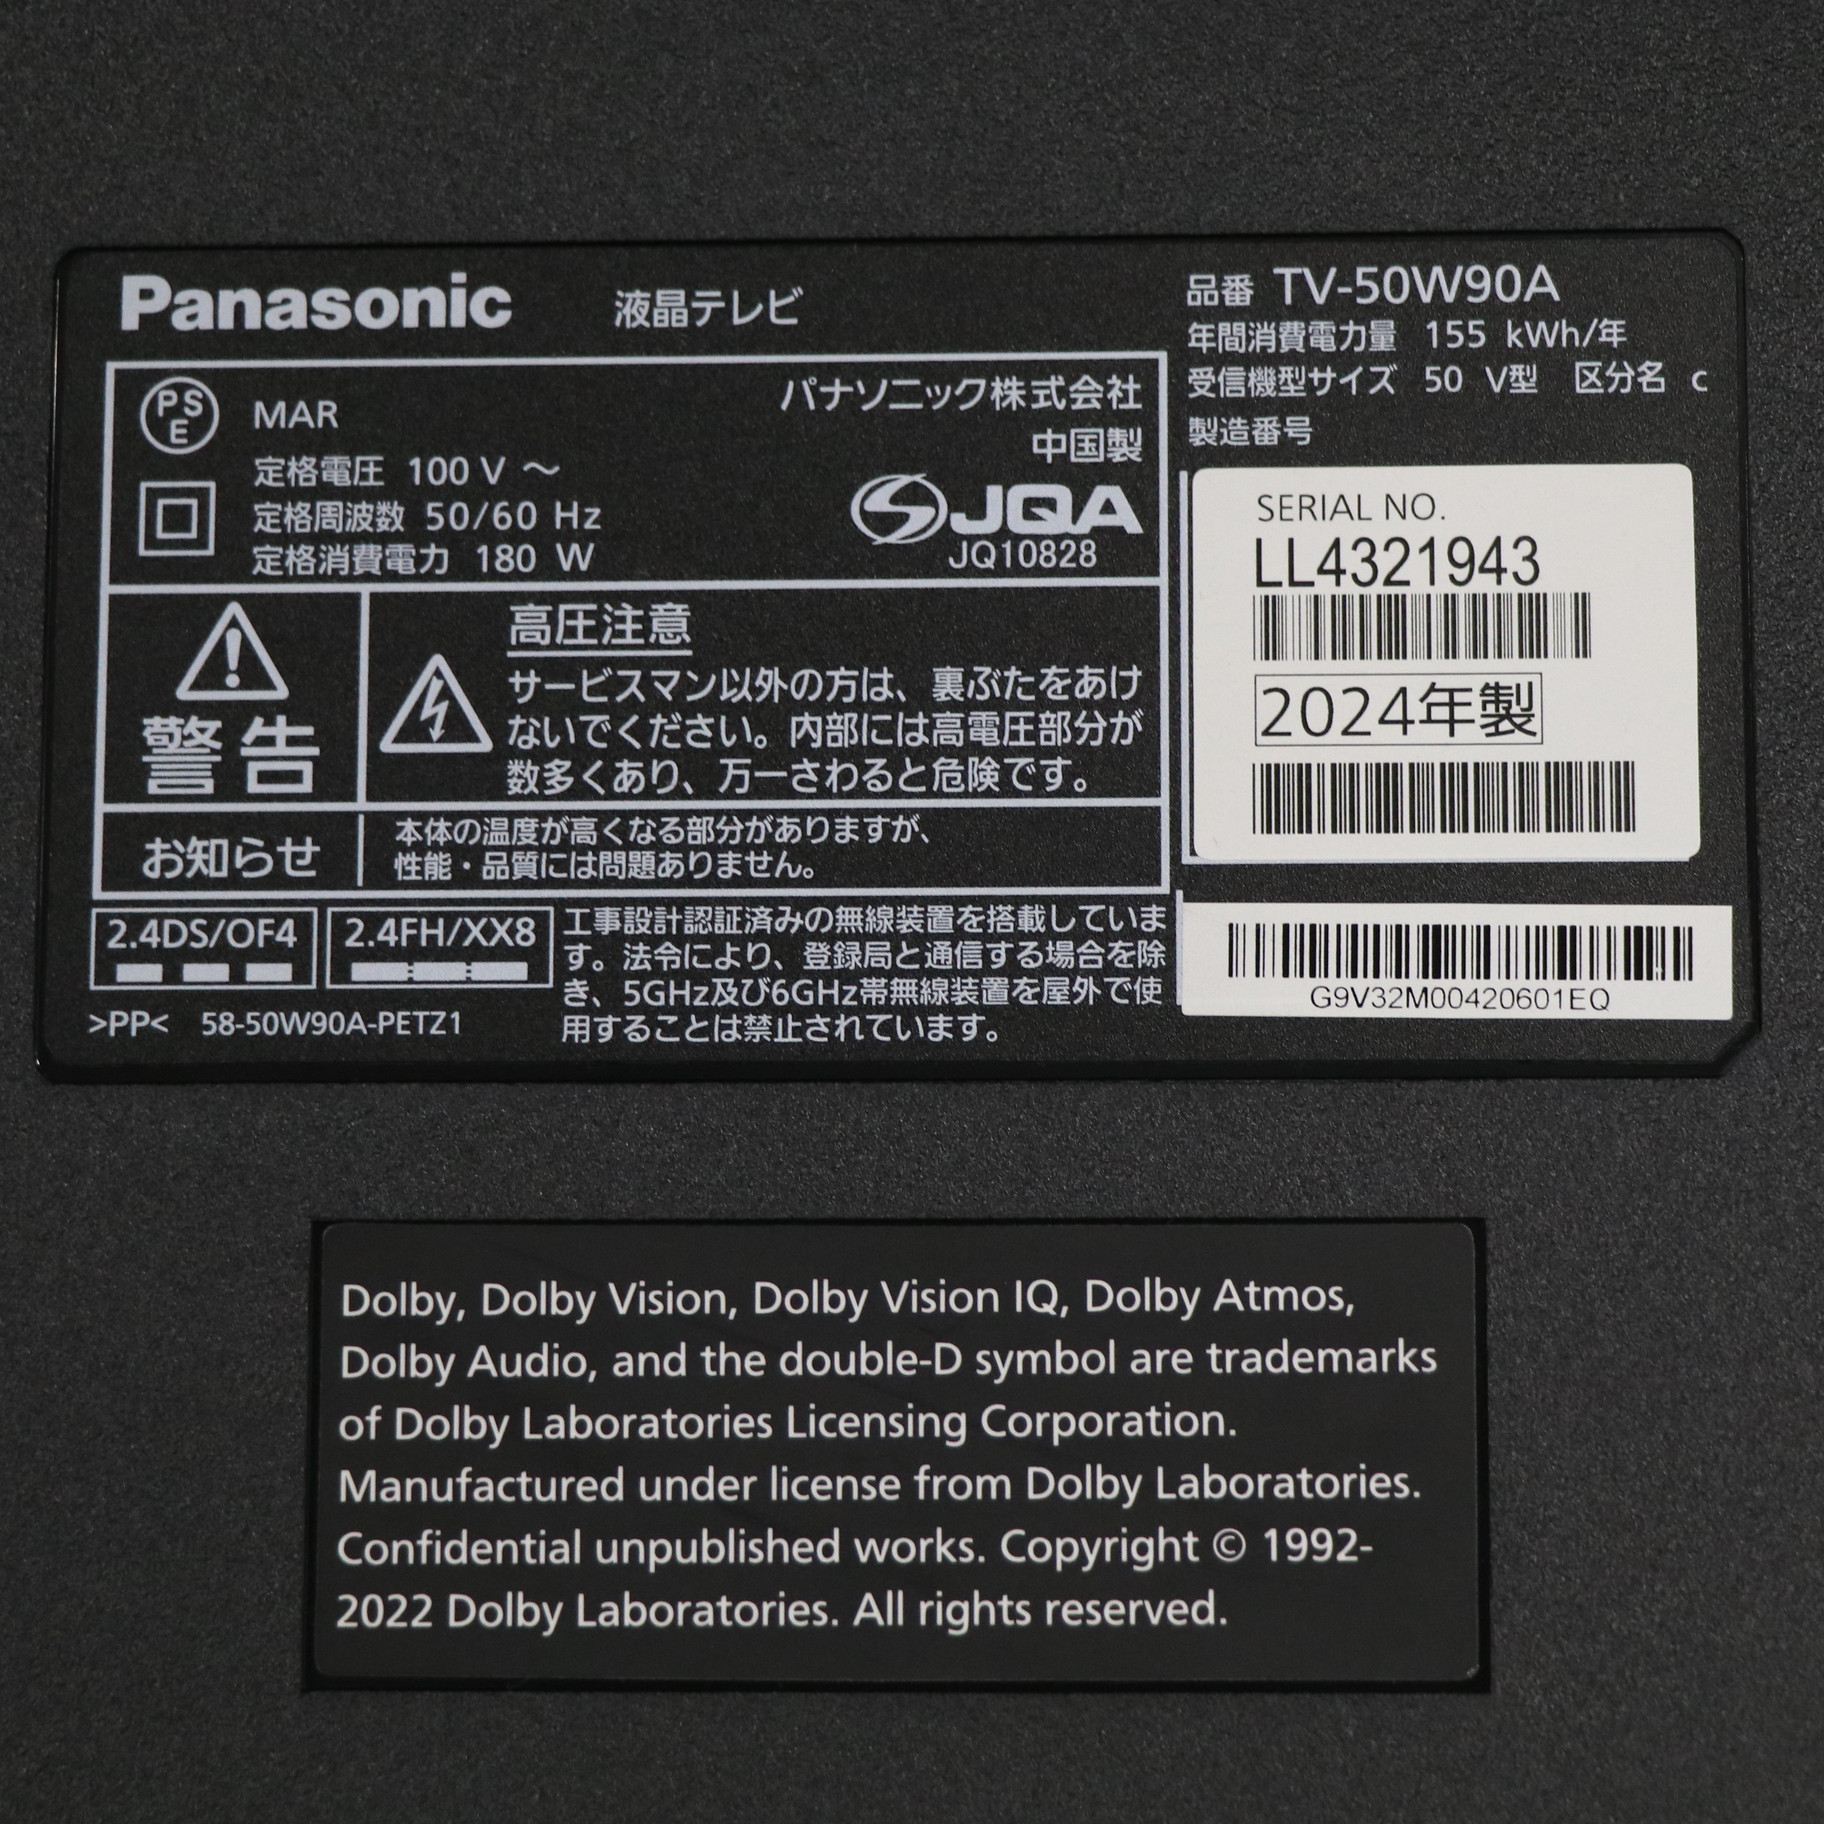 Panasonic 液晶テレビ
品番 TV-50W90A
年間消費電力量 155 kWh/年
受信機型サイズ 50 V型 区分名 c
製造番号
PS
E
MAR
パナソニック株式会社
中国製
定格電圧 100 V ～
定格周波数 50/60 Hz
定格消費電力 180 W
JQA
JQ10828
SERIAL NO.
LL4321943
2024年製
警告
高圧注意
サービスマン以外の方は、裏ぶたをあけ
ないでください。内部には高電圧部分が
数多くあり、万一さわると危険です。
お知らせ
本体の温度が高くなる部分がありますが、
性能・品質には問題ありません。
2.4DS/OF4
2.4FH/XX8
工事設計認証済みの無線装置を搭載していま
す。法令により、登録局と通信する場合を除
き、5GHz及び6GHz帯無線装置を屋外で使
用することは禁止されています。
>PP< 58-50W90A-PETZ1
G9V32M00420601EQ
Dolby, Dolby Vision, Dolby Vision IQ, Dolby Atmos,
Dolby Audio, and the double-D symbol are trademarks
of Dolby Laboratories Licensing Corporation.
Manufactured under license from Dolby Laboratories.
Confidential unpublished works. Copyright © 1992-
2022 Dolby Laboratories. All rights reserved.